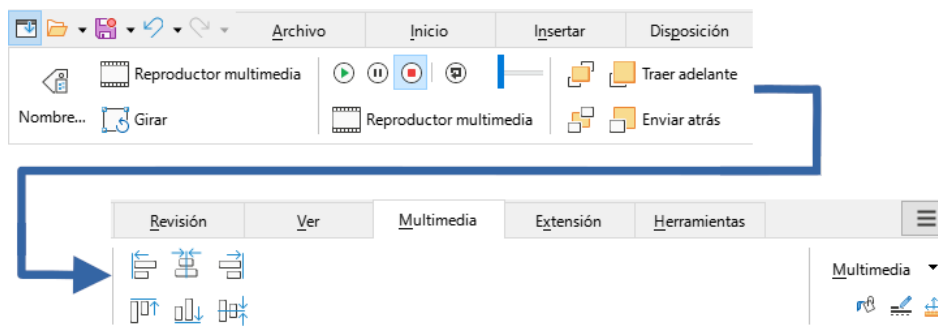 Archivo Inicio Insertar Disposición
Reproductor multimedia Traer adelante
Nombre... Girar Reproductor multimedia Enviar atrás
Revisión Ver Multimedia Extensión Herramientas
Multimedia